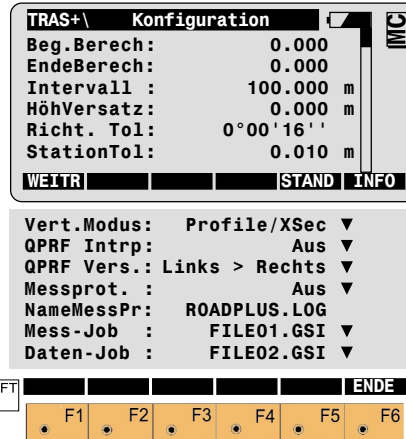 TRAS+\ Konfiguration MC
Beg.Berech: 0.000
EndeBerech: 0.000
Intervall : 100.000 m
HöhVersatz: 0.000 m
Richt. Tol: 0°00'16''
StationTol: 0.010 m
WEITR STAND INFO
Vert.Modus: Profile/XSec ▼
QPRF Intrp: Aus ▼
QPRF Vers.: Links > Rechts ▼
Messprot. : Aus ▼
NameMessPr: ROADPLUS.LOG
Mess-Job : FILE01.GSI ▼
Daten-Job : FILE02.GSI ▼
FT ENDE
F1 F2 F3 F4 F5 F6